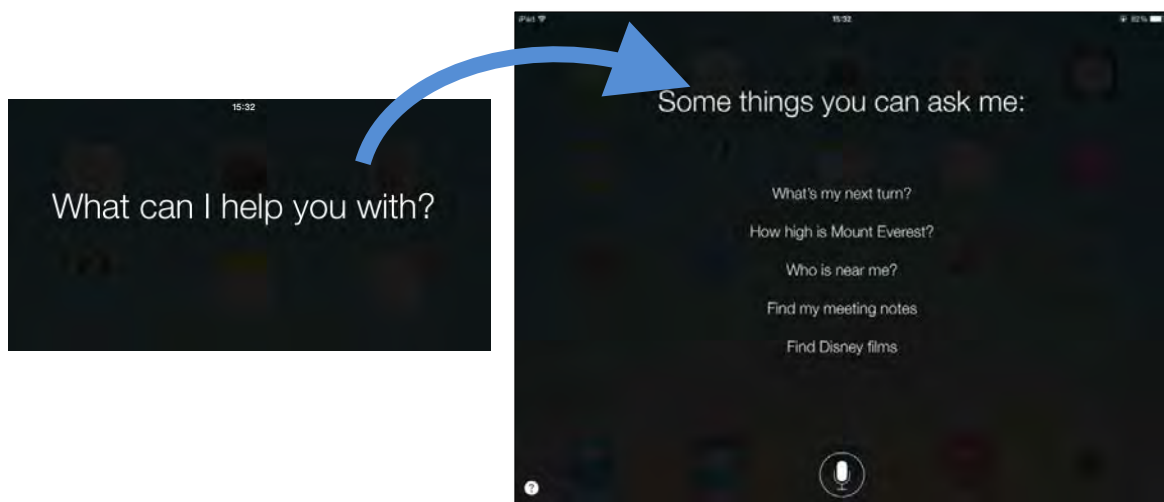 15:32
What can I help you with?
iPad 15:32 82%
Some things you can ask me:
What's my next turn?
How high is Mount Everest?
Who is near me?
Find my meeting notes
Find Disney films
?